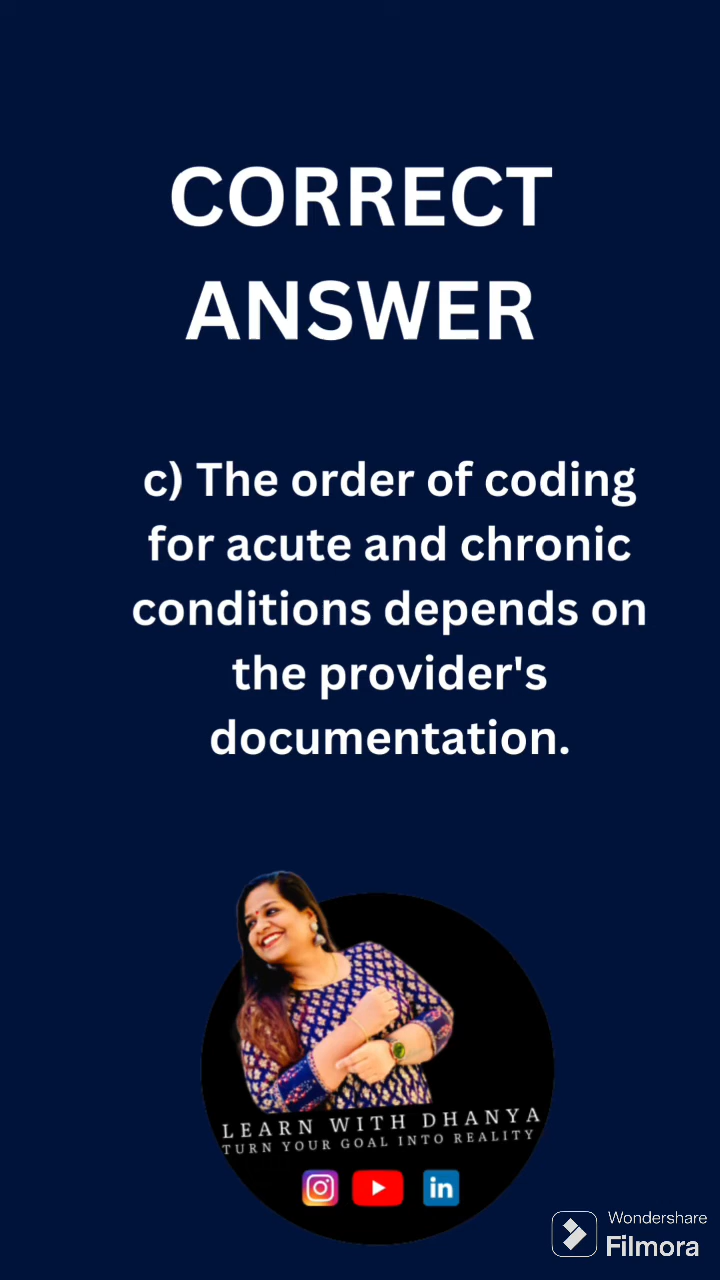 CORRECT
ANSWER
c) The order of coding
for acute and chronic
conditions depends on
the provider's
documentation.
LEARN WITH DHANYA
TURN YOUR GOAL INTO REALITY
in
Wondershare
Filmora